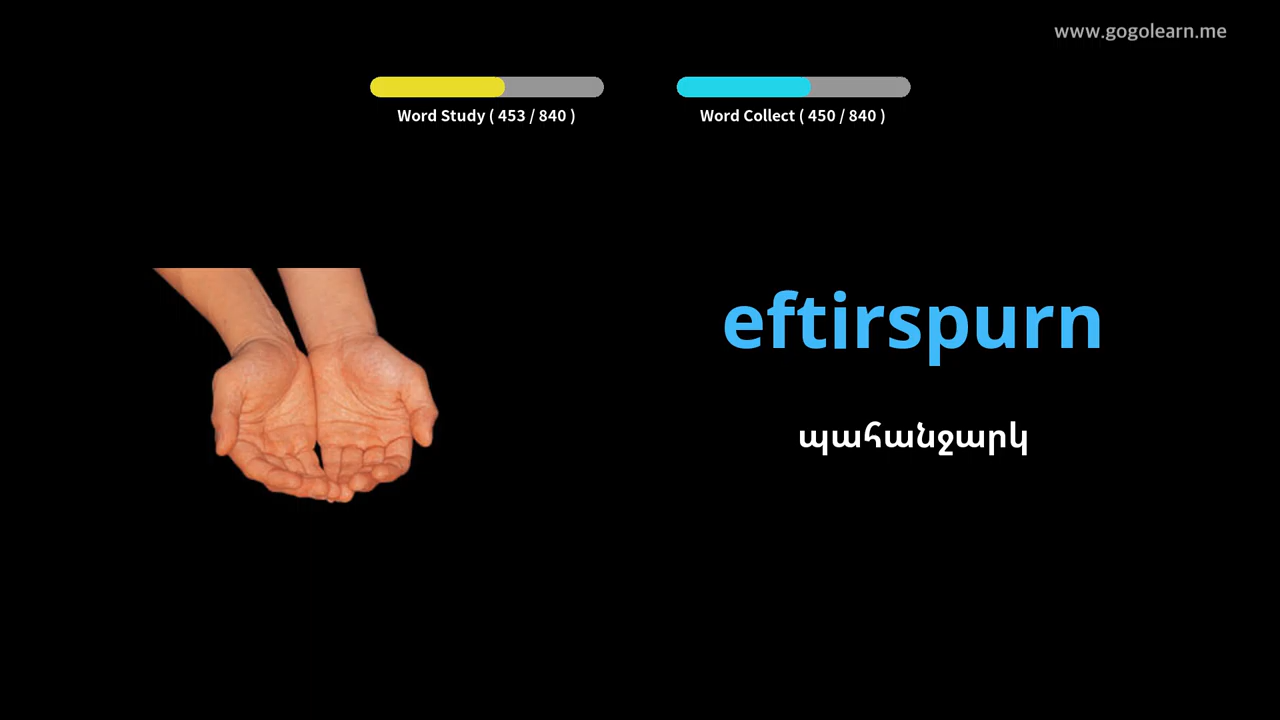 www.gogolearn.me
Word Study ( 453 / 840 )
Word Collect ( 450 / 840 )
eftirspurn
պահանջարկ